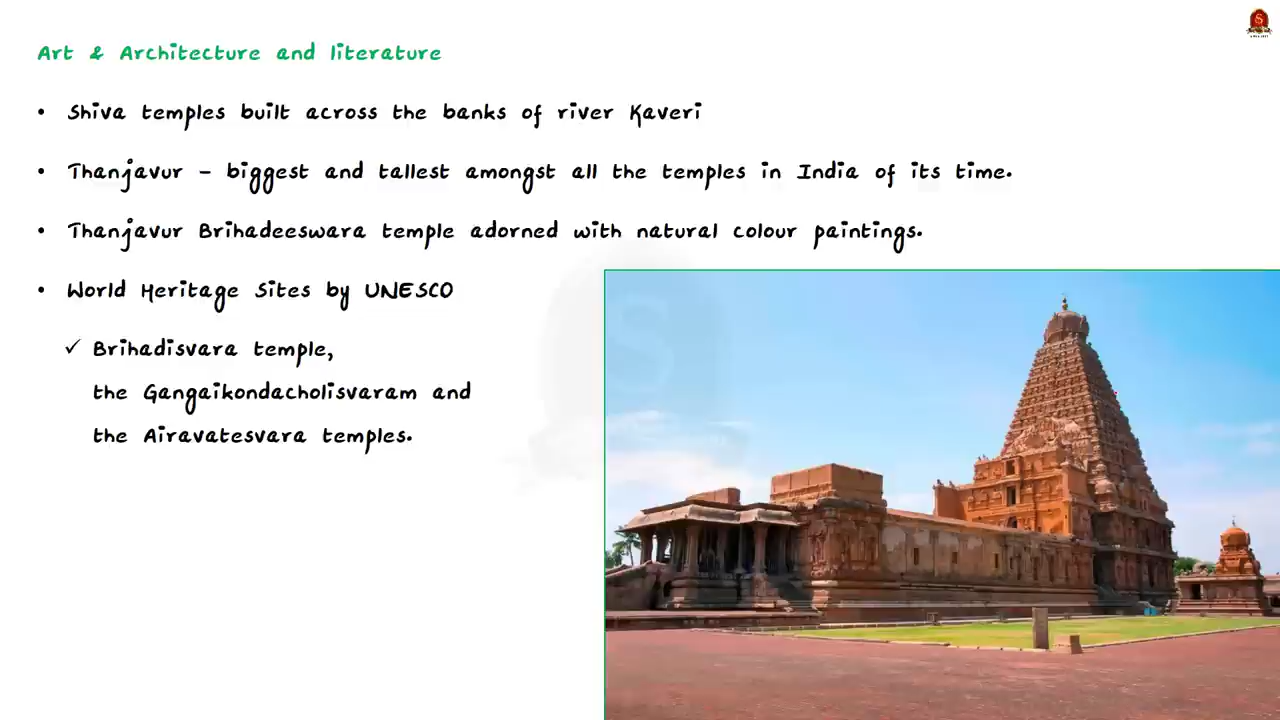 Art & Architecture and literature
• Shiva temples built across the banks of river Kaveri
• Thanjavur – biggest and tallest amongst all the temples in India of its time.
• Thanjavur Brihadeeswara temple adorned with natural colour paintings.
• World Heritage Sites by UNESCO
✓ Brihadisvara temple,
the Gangaikondacholisvaram and
the Airavatesvara temples.